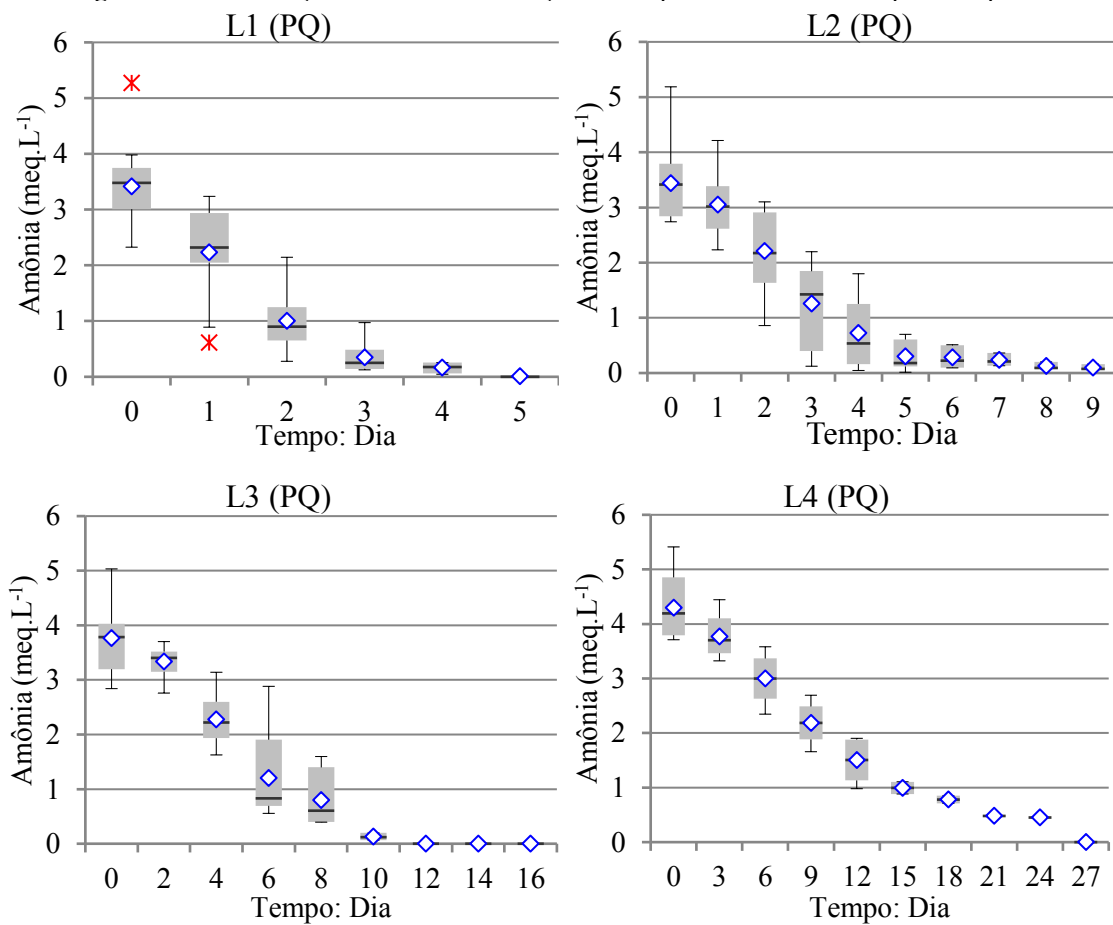 L1 (PQ)
6
5
4
3
2
1
0
Amônia (meq.L⁻¹)
0 1 2 3 4 5
Tempo: Dia
L2 (PQ)
6
5
4
3
2
1
0
Amônia (meq.L⁻¹)
0 1 2 3 4 5 6 7 8 9
Tempo: Dia
L3 (PQ)
6
5
4
3
2
1
0
Amônia (meq.L⁻¹)
0 2 4 6 8 10 12 14 16
Tempo: Dia
L4 (PQ)
6
5
4
3
2
1
0
Amônia (meq.L⁻¹)
0 3 6 9 12 15 18 21 24 27
Tempo: Dia